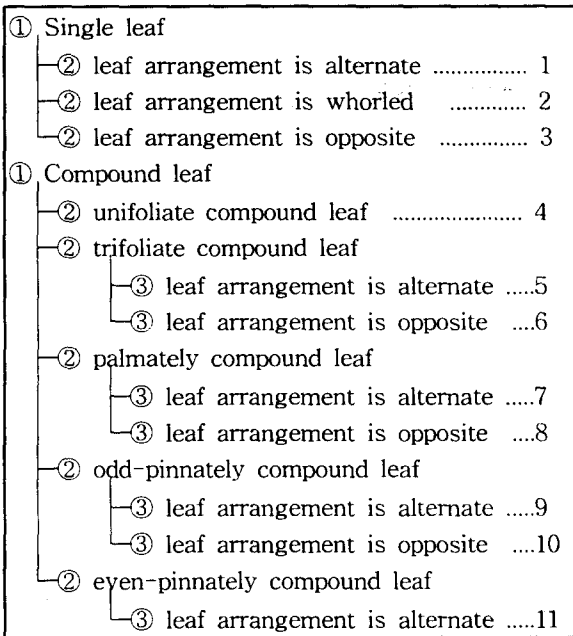 ① Single leaf
② leaf arrangement is alternate ................ 1
② leaf arrangement is whorled ............. 2
② leaf arrangement is opposite ............... 3
① Compound leaf
② unifoliate compound leaf ...................... 4
② trifoliate compound leaf
③ leaf arrangement is alternate .....5
③ leaf arrangement is opposite ....6
② palmately compound leaf
③ leaf arrangement is alternate .....7
③ leaf arrangement is opposite ....8
② odd-pinnately compound leaf
③ leaf arrangement is alternate .....9
③ leaf arrangement is opposite ....10
② even-pinnately compound leaf
③ leaf arrangement is alternate .....11